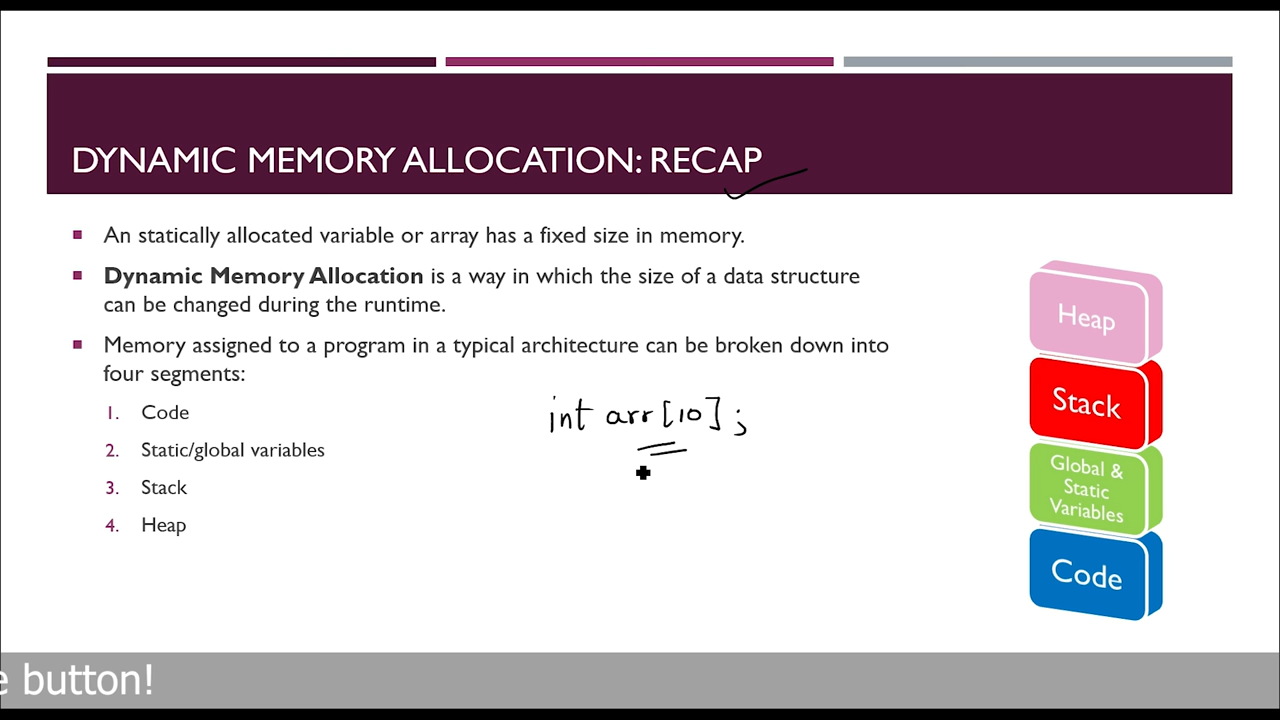 DYNAMIC MEMORY ALLOCATION: RECAP
An statically allocated variable or array has a fixed size in memory.
Dynamic Memory Allocation is a way in which the size of a data structure
can be changed during the runtime.
Memory assigned to a program in a typical architecture can be broken down into
four segments:
1. Code
2. Static/global variables
3. Stack
4. Heap
int arr[10];
Heap
Stack
Global &
Static
Variables
Code
button!